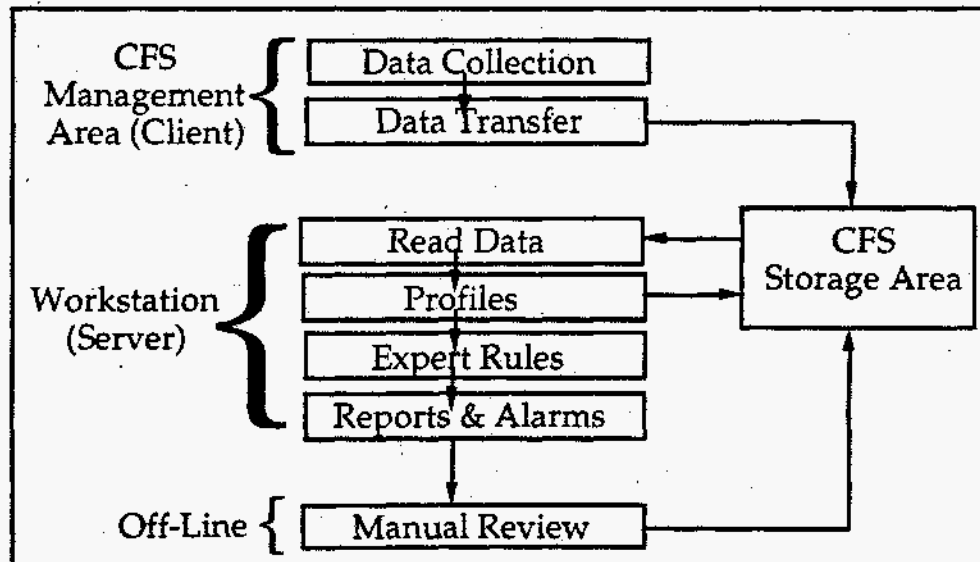 CFS
Management
Area (Client)
Data Collection
Data Transfer
Workstation
(Server)
Read Data
Profiles
Expert Rules
Reports & Alarms
CFS
Storage Area
Off-Line
Manual Review